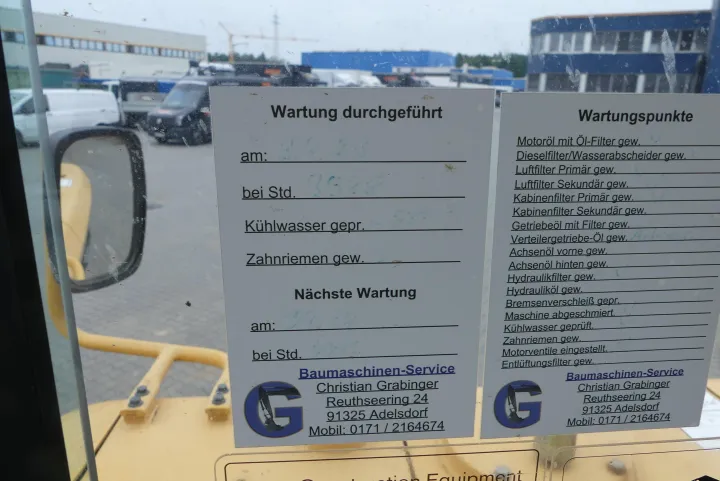 Wartung durchgeführt
am:
bei Std.
Kühlwasser gepr.
Zahnriemen gew.
Nächste Wartung
am:
bei Std.
Baumaschinen-Service
Christian Grabinger
Reuthseering 24
91325 Adelsdorf
Mobil: 0171 / 2164674
G
Wartungspunkte
Motoröl mit Öl-Filter gew.
Dieselfilter/Wasserabscheider gew.
Luftfilter Primär gew.
Luftfilter Sekundär gew.
Kabinenfilter Primär gew.
Kabinenfilter Sekundär gew.
Getriebeöl mit Filter gew.
Verteilergetriebe-Öl gew.
Achsenöl vorne gew.
Achsenöl hinten gew.
Hydraulikfilter gew.
Hydrauliköl gew.
Bremsenverschleiß gepr.
Maschine abgeschmiert.
Kühlwasser geprüft.
Zahnriemen gew.
Motorventile eingestellt.
Entlüftungsfilter gew.
Baumaschinen-Service
Christian Grabinger
Reuthseering 24
91325 Adelsdorf
Mobil: 0171 / 2164674
G
Construction Equipment